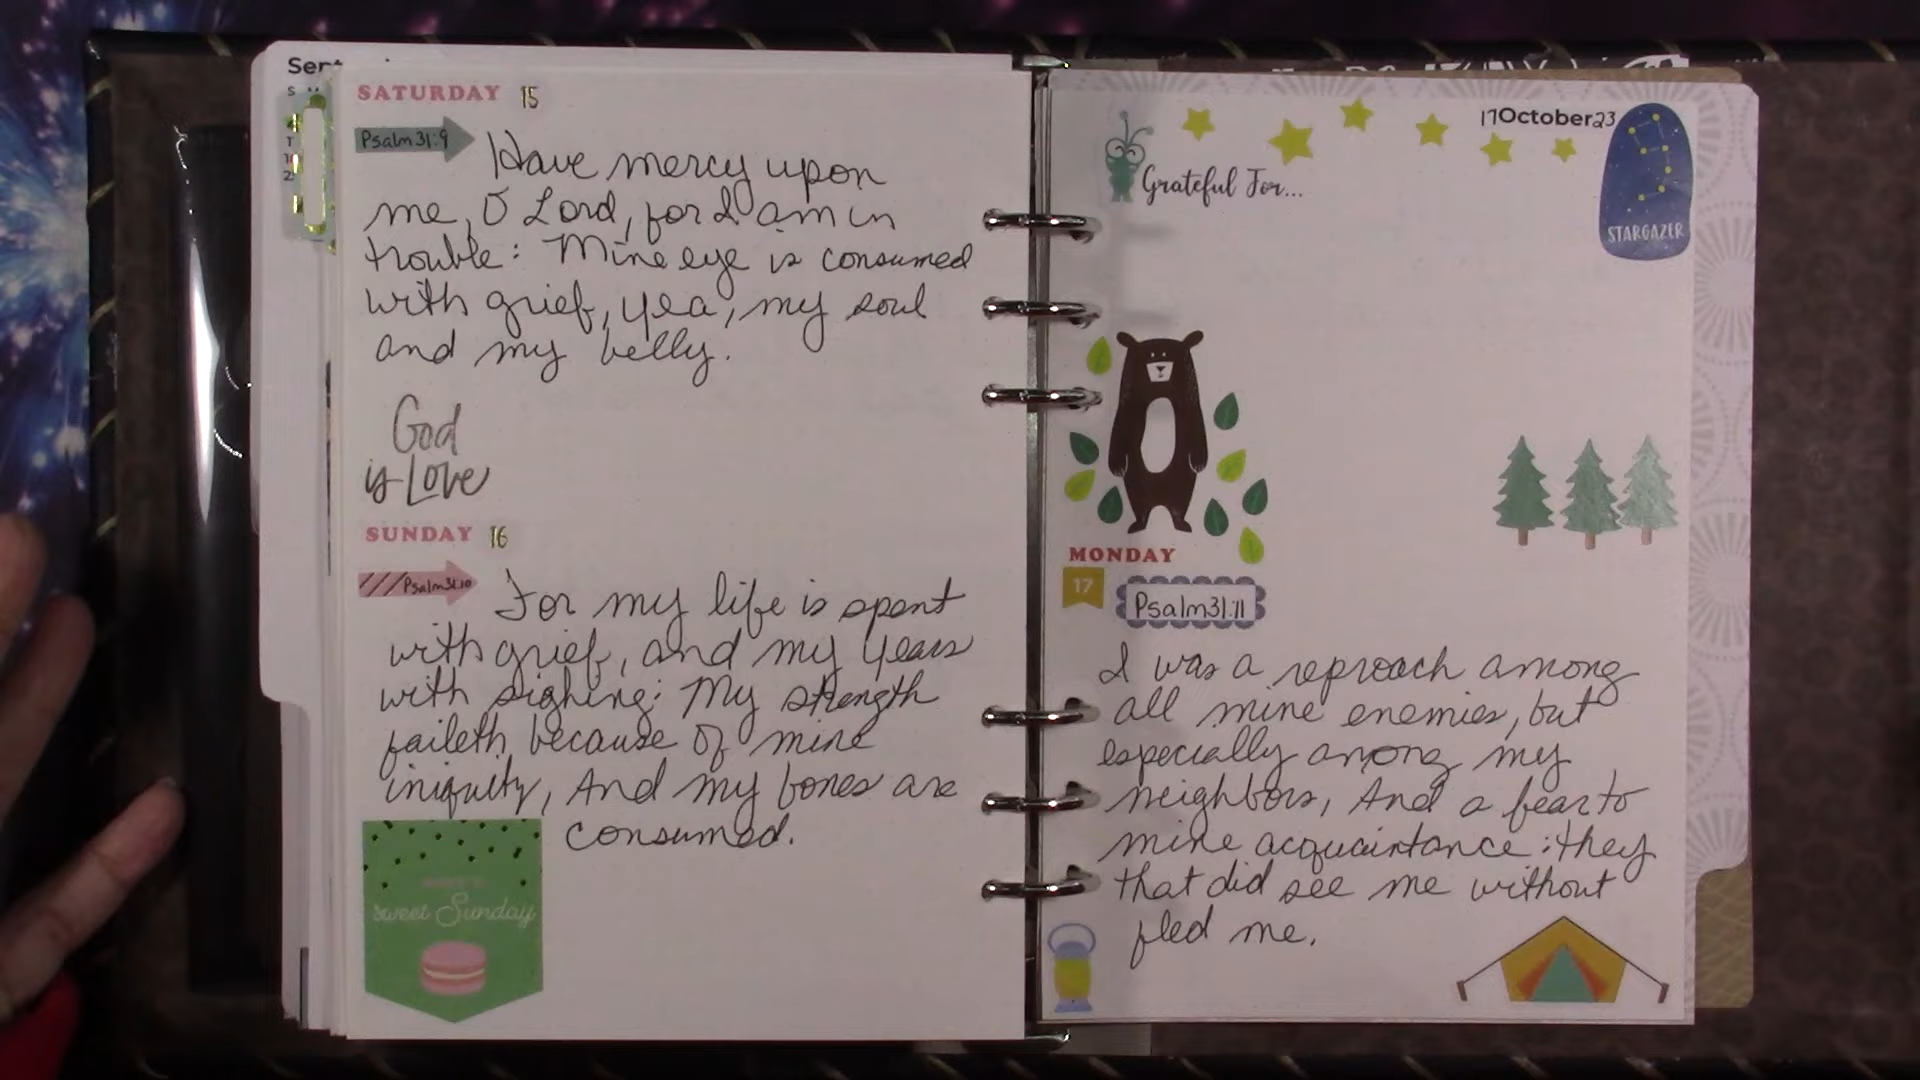 Sept
SATURDAY 15
Psalm 31:9
Have mercy upon
me, O Lord, for I am in
trouble: Mine eye is consumed
with grief, yea, my soul
and my belly.
God
is Love
SUNDAY 16
Psalm 31:10
For my life is spent
with grief, and my years
with sighing: My strength
faileth because of mine
iniquity, And my bones are
consumed.
sweet Sunday
17 October 23
Grateful For...
STARGAZER
MONDAY
17
Psalm 31:11
I was a reproach among
all mine enemies, but
especially among my
neighbors, And a fear to
mine acquaintance: they
that did see me without
fled me.